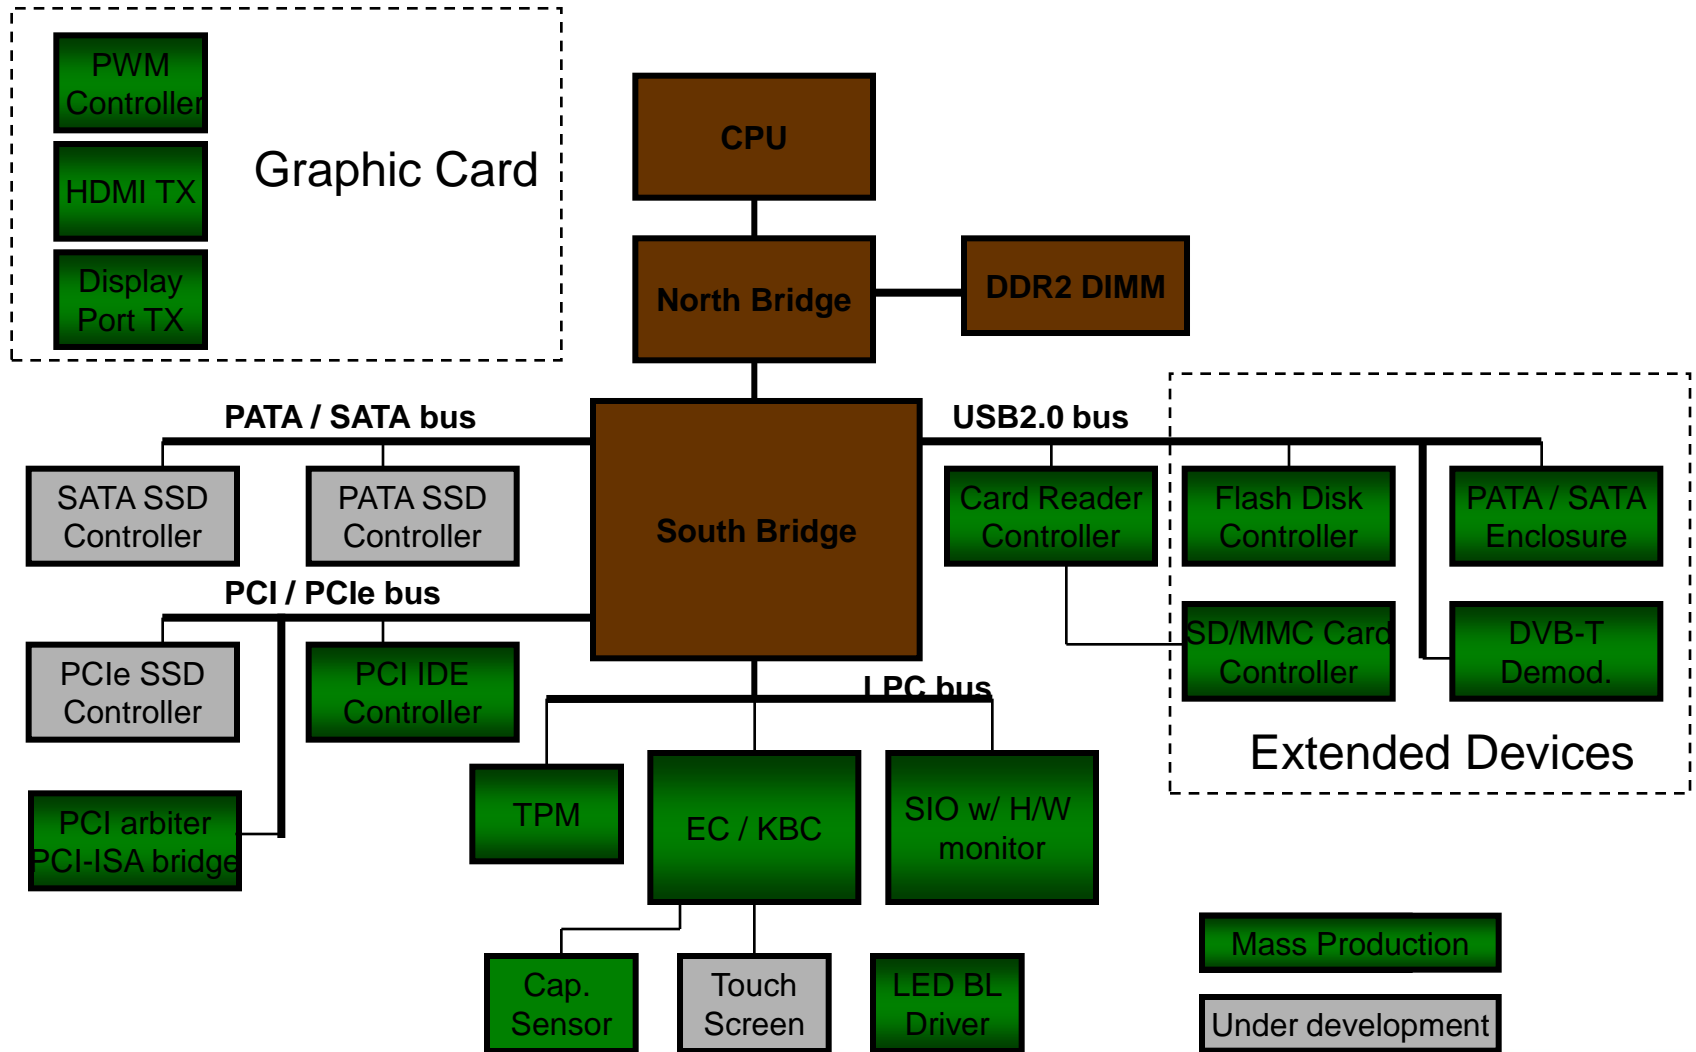 PWM
Controller
HDMI TX
Display
Port TX
Graphic Card
CPU
North Bridge
DDR2 DIMM
PATA / SATA bus
USB2.0 bus
SATA SSD
Controller
PATA SSD
Controller
South Bridge
Card Reader
Controller
Flash Disk
Controller
PATA / SATA
Enclosure
PCI / PCIe bus
PCIe SSD
Controller
PCI IDE
Controller
SD/MMC Card
Controller
DVB-T
Demod.
LPC bus
Extended Devices
PCI arbiter
PCI-ISA bridge
TPM
EC / KBC
SIO w/ H/W
monitor
Cap.
Sensor
Touch
Screen
LED BL
Driver
Mass Production
Under development